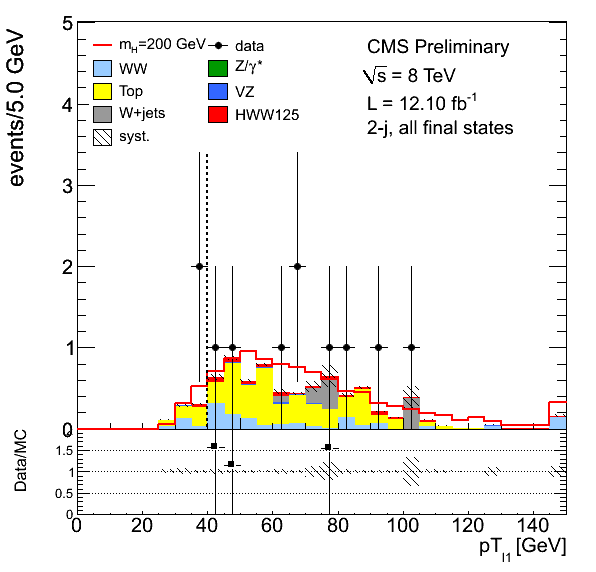 events/5.0 GeV
5
4
3
2
1
0
m_H=200 GeV
data
WW
Z/γ*
Top
VZ
W+jets
HWW125
syst.
CMS Preliminary
√s = 8 TeV
L = 12.10 fb⁻¹
2-j, all final states
Data/MC
2
1.5
1
0.5
0
0 20 40 60 80 100 120 140
pT_l1 [GeV]